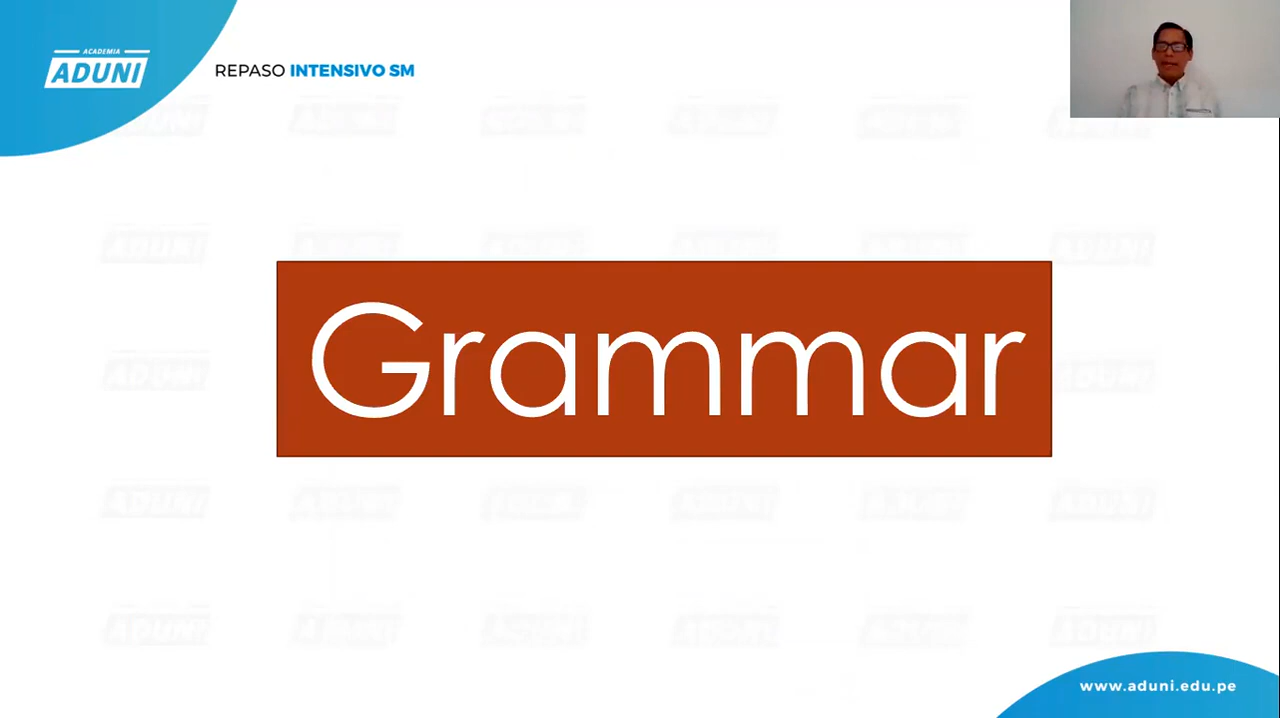 ACADEMIA
ADUNI
REPASO INTENSIVO SM
Grammar
www.aduni.edu.pe